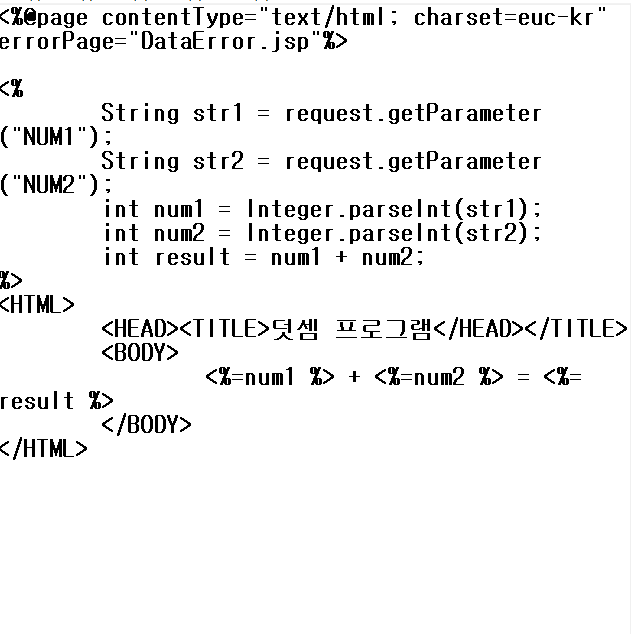 <%@page contentType="text/html; charset=euc-kr"
errorPage="DataError.jsp"%>
<%
String str1 = request.getParameter
("NUM1");
String str2 = request.getParameter
("NUM2");
int num1 = Integer.parseInt(str1);
int num2 = Integer.parseInt(str2);
int result = num1 + num2;
%>
<HTML>
<HEAD><TITLE>덧셈 프로그램</HEAD></TITLE>
<BODY>
<%=num1 %> + <%=num2 %> = <%=
result %>
</BODY>
</HTML>